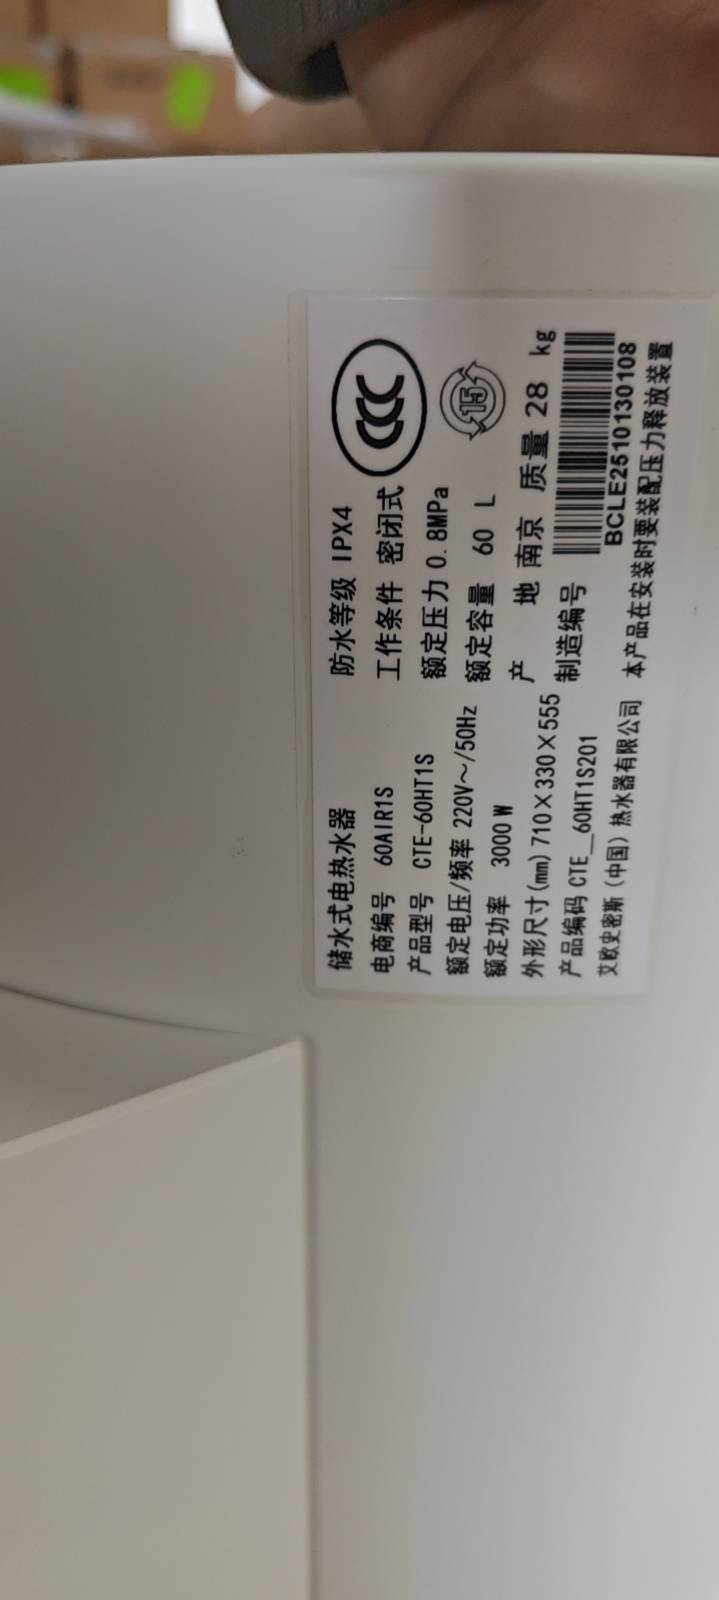 储水式电热水器
电商编号 60AIR1S
产品型号 CTE-60HT1S
额定电压/频率 220V~/50Hz
额定功率 3000 W
外形尺寸(mm) 710×330×555
产品编码 CTE__60HT1S201
艾欧史密斯(中国)热水器有限公司
防水等级 IPX4
工作条件 密闭式
额定压力 0.8MPa
额定容量 60 L
产 地 南京 质量 28 kg
制造编号
BCLE2510130108
本产品在安装时要装配压力释放装置
CCC
15